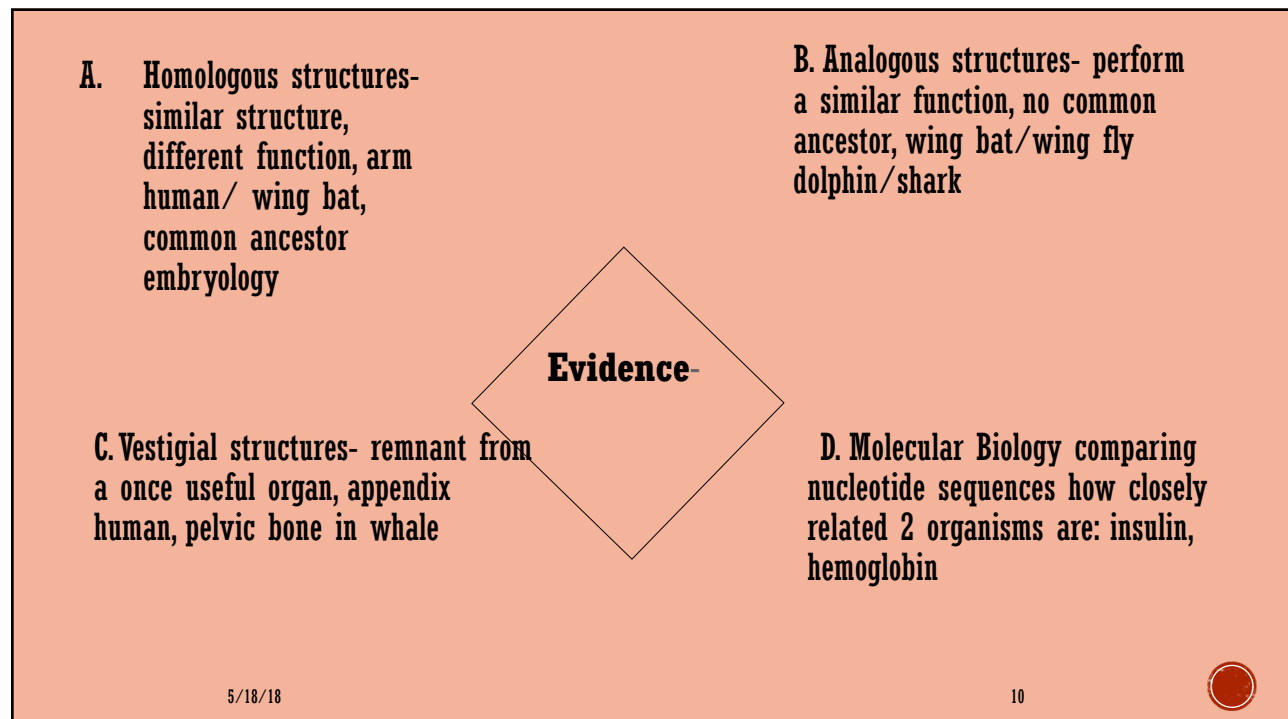 A. Homologous structures-
similar structure,
different function, arm
human/ wing bat,
common ancestor
embryology
B. Analogous structures- perform
a similar function, no common
ancestor, wing bat/wing fly
dolphin/shark
Evidence-
C. Vestigial structures- remnant from
a once useful organ, appendix
human, pelvic bone in whale
D. Molecular Biology comparing
nucleotide sequences how closely
related 2 organisms are: insulin,
hemoglobin
5/18/18
10